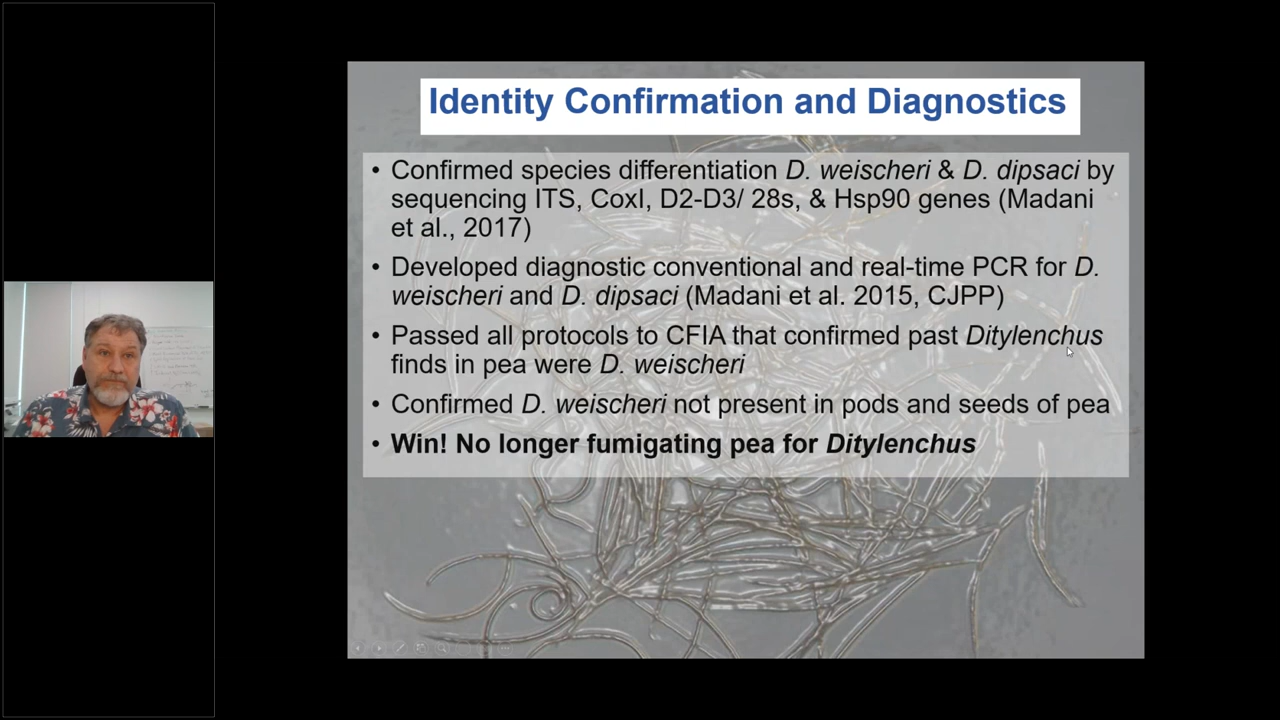 Identity Confirmation and Diagnostics
• Confirmed species differentiation D. weischeri & D. dipsaci by
sequencing ITS, CoxI, D2-D3/ 28s, & Hsp90 genes (Madani
et al., 2017)
• Developed diagnostic conventional and real-time PCR for D.
weischeri and D. dipsaci (Madani et al. 2015, CJPP)
• Passed all protocols to CFIA that confirmed past Ditylenchus
finds in pea were D. weischeri
• Confirmed D. weischeri not present in pods and seeds of pea
• Win! No longer fumigating pea for Ditylenchus